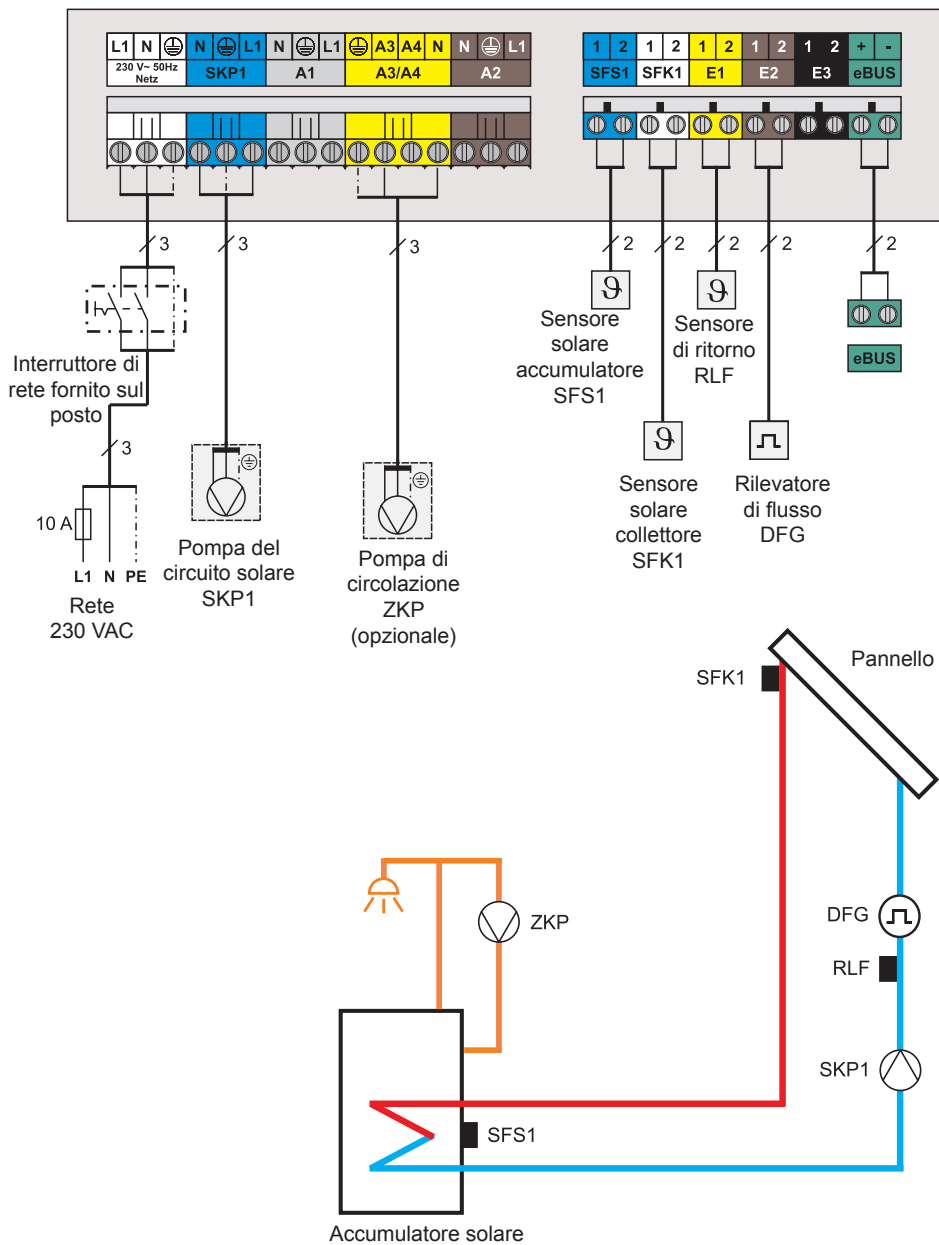 L1 N N L1 N L1 A3 A4 N N L1
230 V~ 50Hz
Netz
SKP1 A1 A3/A4 A2
1 2 1 2 1 2 1 2 1 2 + -
SFS1 SFK1 E1 E2 E3 eBUS
3 3 3 2 2 2 2 2
ϑ ϑ
Interruttore di
rete fornito sul
posto
Sensore
solare
accumulatore
SFS1
Sensore
di ritorno
RLF
eBUS
3
10 A
L1 N PE
Rete
230 VAC
Pompa del
circuito solare
SKP1
Pompa di
circolazione
ZKP
(opzionale)
ϑ
Sensore
solare
collettore
SFK1
Rilevatore
di flusso
DFG
SFK1
Pannello
ZKP
DFG
RLF
SKP1
SFS1
Accumulatore solare